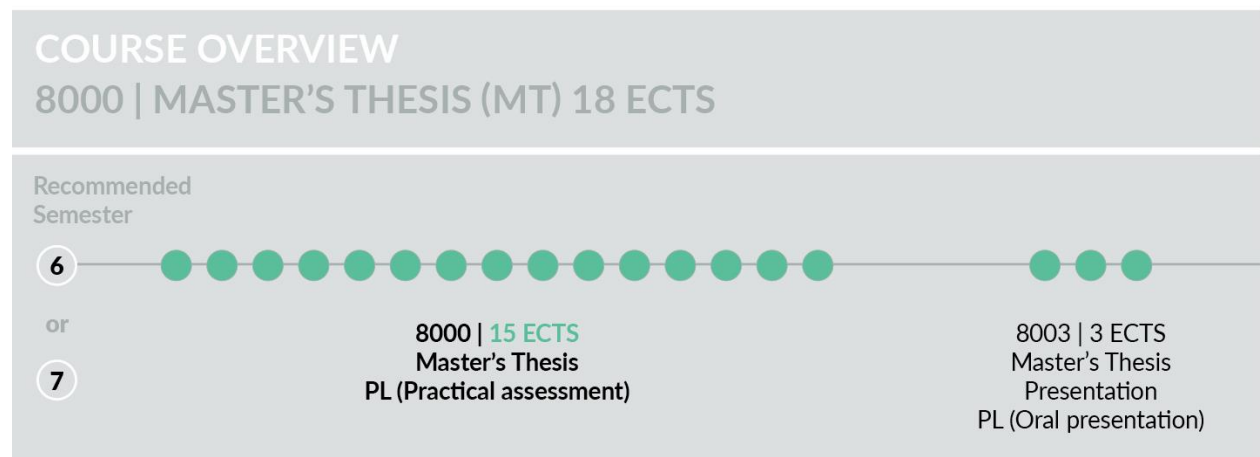 COURSE OVERVIEW
8000 | MASTER’S THESIS (MT) 18 ECTS
Recommended
Semester
6
or
7
8000 | 15 ECTS
Master’s Thesis
PL (Practical assessment)
8003 | 3 ECTS
Master’s Thesis
Presentation
PL (Oral presentation)